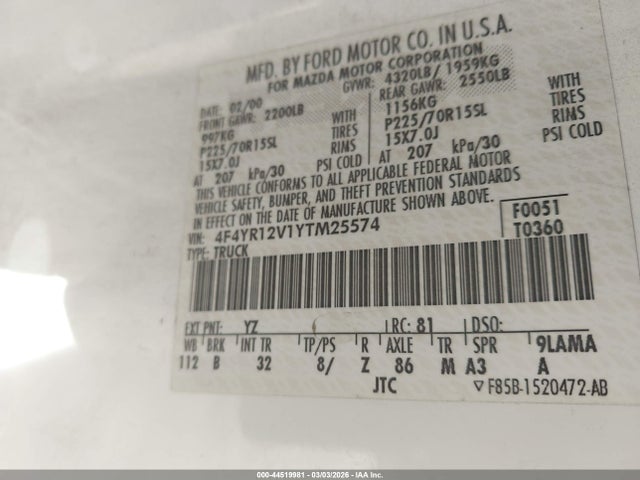 MFD. BY FORD MOTOR CO. IN U.S.A.
FOR MAZDA MOTOR CORPORATION
DATE: 02/00 GVWR: 4320LB/ 1959KG
FRONT GAWR: 2200LB REAR GAWR: 2550LB
997KG WITH 1156KG WITH
P225/70R15SL TIRES P225/70R15SL TIRES
15X7.0J RIMS 15X7.0J RIMS
AT 207 kPa/30 PSI COLD AT 207 kPa/30 PSI COLD
THIS VEHICLE CONFORMS TO ALL APPLICABLE FEDERAL MOTOR
VEHICLE SAFETY, BUMPER, AND THEFT PREVENTION STANDARDS
IN EFFECT ON THE DATE OF MANUFACTURE SHOWN ABOVE.
VIN: 4F4YR12V1YTM25574 F0051
TYPE: TRUCK T0360
EXT PNT: YZ RC: 81 DSO:
WB BRK INT TR TP/PS R AXLE TR SPR 9LAMA
112 B 32 8/ Z 86 M A3 A
JTC F85B-1520472-AB
000-44519981 - 03/03/2026 - IAA Inc.